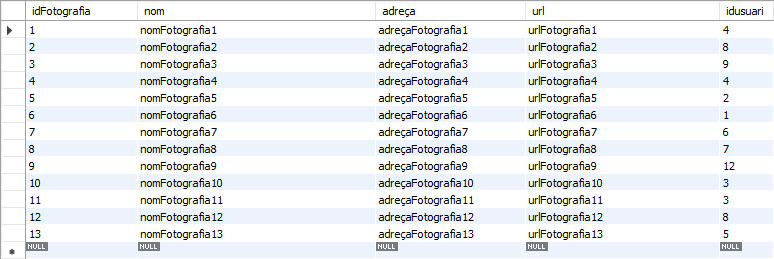 idFotografia nom adreça url idusuari
1 nomFotografia1 adreçaFotografia1 urlFotografia1 4
2 nomFotografia2 adreçaFotografia2 urlFotografia2 8
3 nomFotografia3 adreçaFotografia3 urlFotografia3 9
4 nomFotografia4 adreçaFotografia4 urlFotografia4 4
5 nomFotografia5 adreçaFotografia5 urlFotografia5 2
6 nomFotografia6 adreçaFotografia6 urlFotografia6 1
7 nomFotografia7 adreçaFotografia7 urlFotografia7 6
8 nomFotografia8 adreçaFotografia8 urlFotografia8 7
9 nomFotografia9 adreçaFotografia9 urlFotografia9 12
10 nomFotografia10 adreçaFotografia10 urlFotografia10 3
11 nomFotografia11 adreçaFotografia11 urlFotografia11 3
12 nomFotografia12 adreçaFotografia12 urlFotografia12 8
13 nomFotografia13 adreçaFotografia13 urlFotografia13 5
NULL NULL NULL NULL NULL